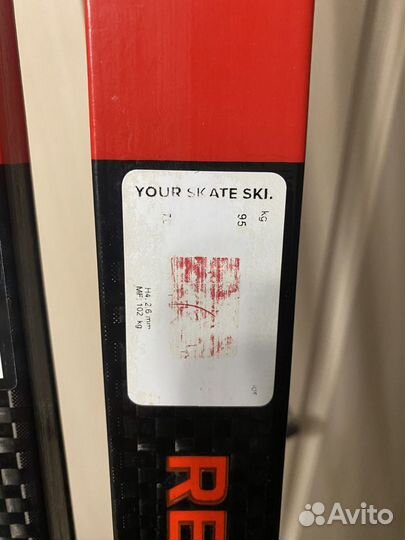 YOUR SKATE SKI.
kg
95
H4 2.6 mm
MF 102 kg
RE
Avito